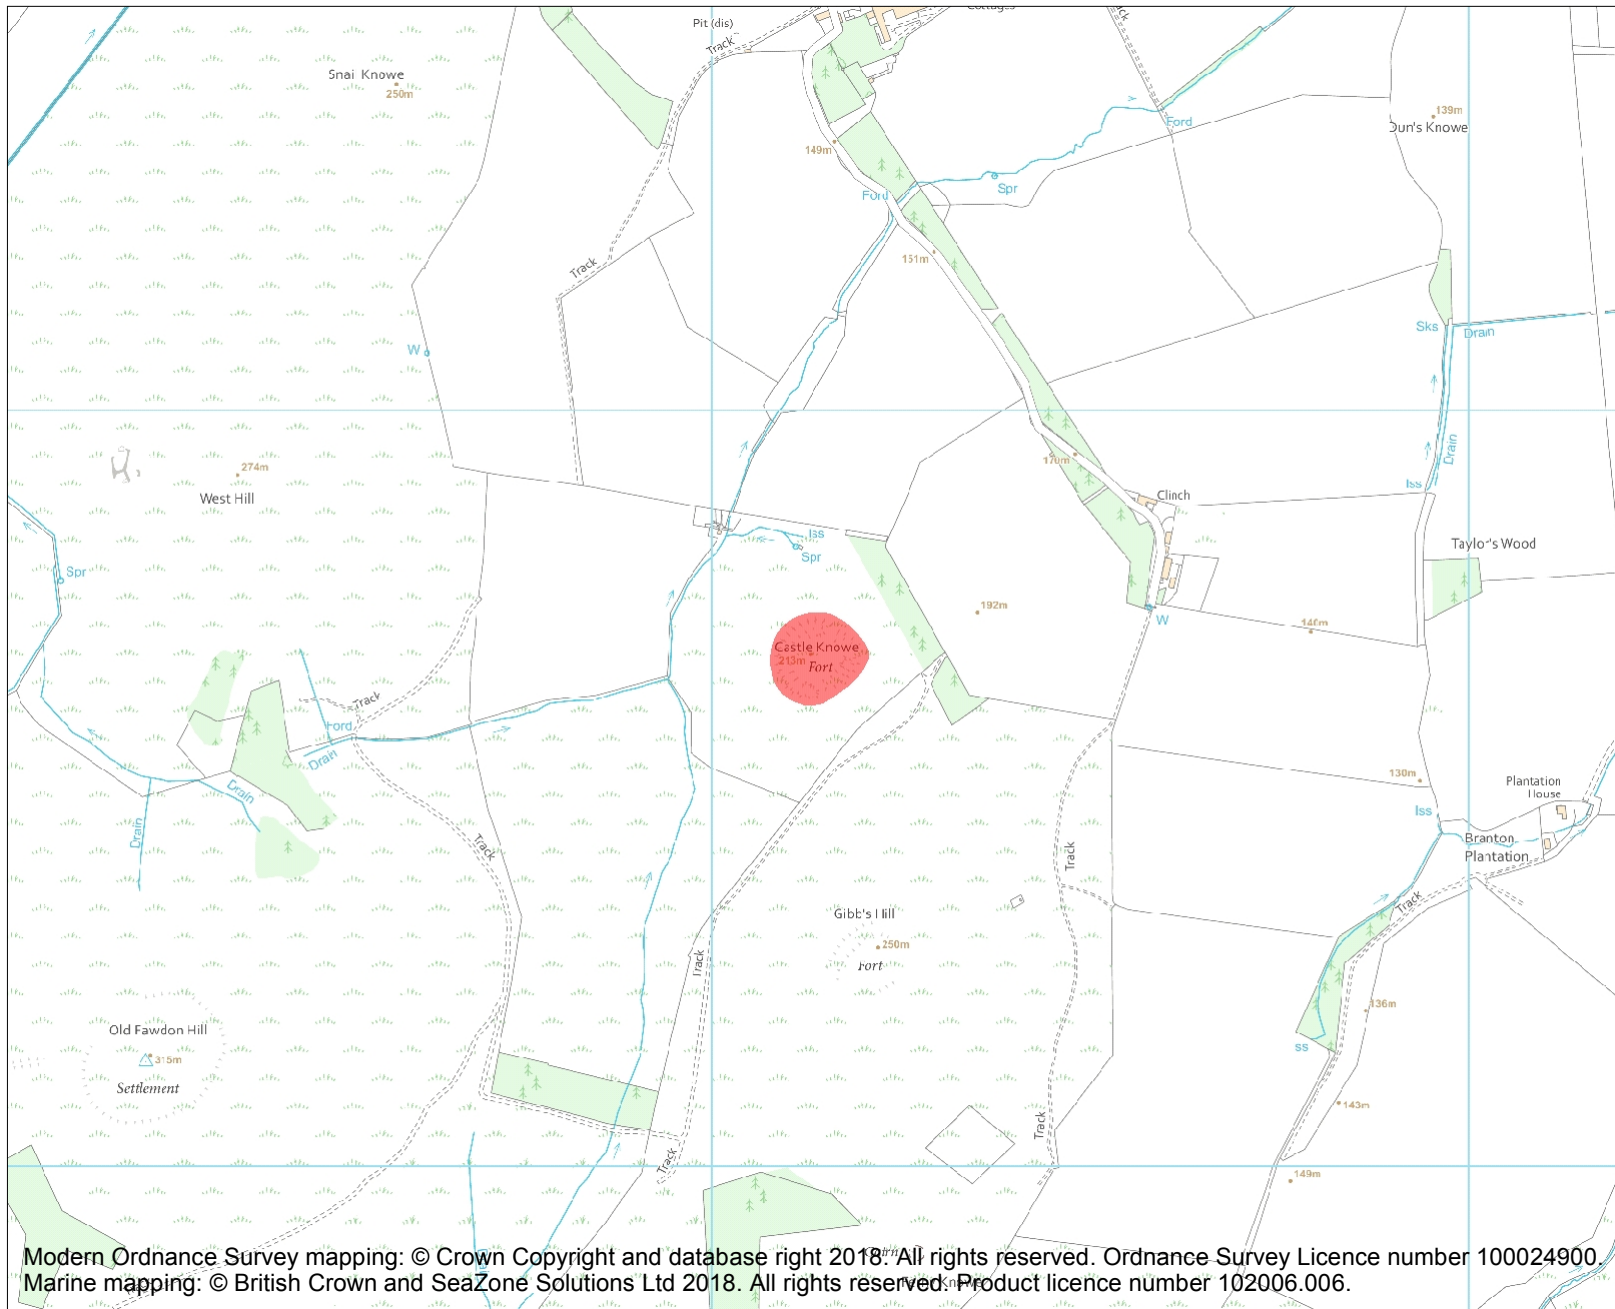 Pit (dis)
Cottages
Track
Track
Snai Knowe
250m
139m
Dun's Knowe
Ford
149m
Spr
Ford
151m
Track
Sks
Drain
W
170m
Drain
274m
West Hill
Iss
Clinch
Iss
Spr
Taylor's Wood
Spr
192m
W
140m
Castle Knowe
213m
Fort
Track
Ford
Drain
Drain
Drain
130m
Plantation
House
Iss
Branton
Plantation
Track
Track
Track
Gibb's Hill
250m
Fort
Track
136m
Old Fawdon Hill
315m
ss
Settlement
143m
Track
Track
149m
Cairn
Modern Ordnance Survey mapping: © Crown Copyright and database right 2018. All rights reserved. Ordnance Survey Licence number 100024900.
Marine mapping: © British Crown and SeaZone Solutions Ltd 2018. All rights reserved. Product licence number 102006.006.